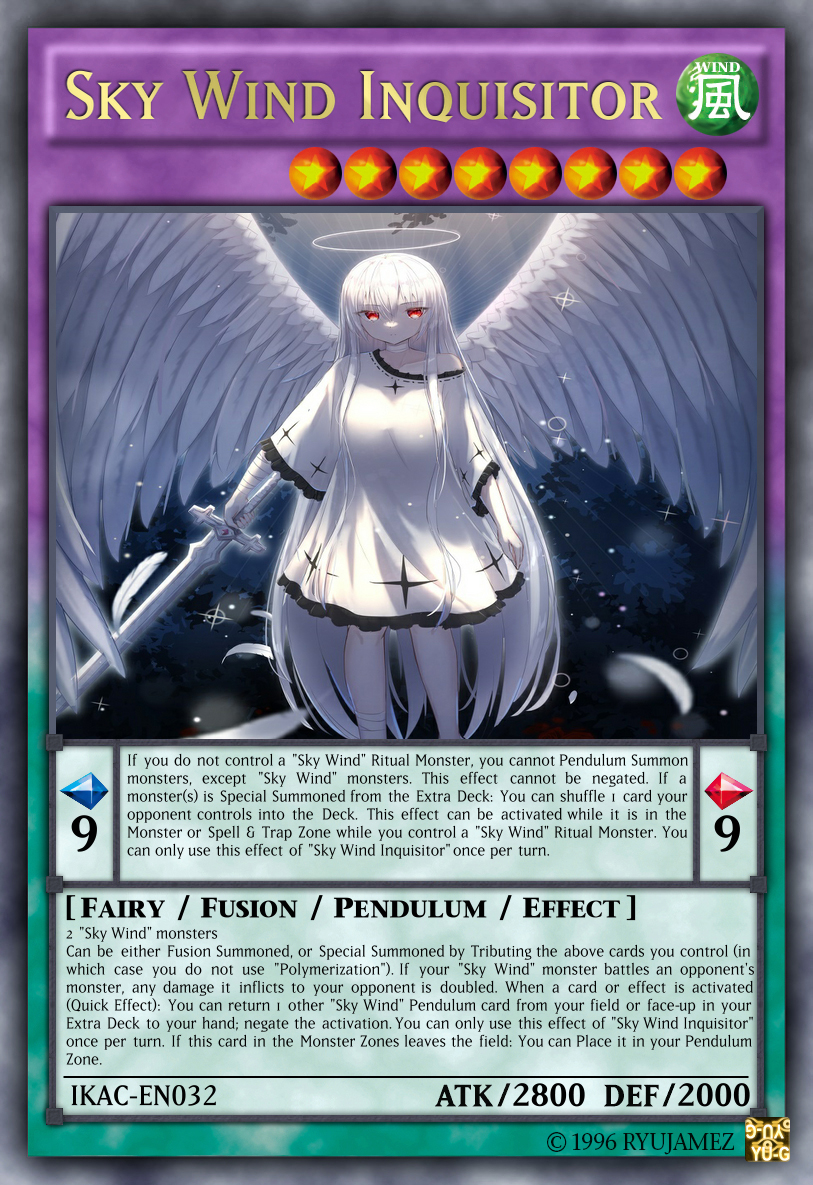 Sky Wind Inquisitor
WIND
風
If you do not control a "Sky Wind" Ritual Monster, you cannot Pendulum Summon
monsters, except "Sky Wind" monsters. This effect cannot be negated. If a
monster(s) is Special Summoned from the Extra Deck: You can shuffle 1 card your
opponent controls into the Deck. This effect can be activated while it is in the
Monster or Spell & Trap Zone while you control a "Sky Wind" Ritual Monster. You
can only use this effect of "Sky Wind Inquisitor" once per turn.
9
9
[ Fairy / Fusion / Pendulum / Effect ]
2 "Sky Wind" monsters
Can be either Fusion Summoned, or Special Summoned by Tributing the above cards you control (in
which case you do not use "Polymerization"). If your "Sky Wind" monster battles an opponent's
monster, any damage it inflicts to your opponent is doubled. When a card or effect is activated
(Quick Effect): You can return 1 other "Sky Wind" Pendulum card from your field or face-up in your
Extra Deck to your hand; negate the activation. You can only use this effect of "Sky Wind Inquisitor"
once per turn. If this card in the Monster Zones leaves the field: You can Place it in your Pendulum
Zone.
IKAC-EN032
ATK/2800 DEF/2000
© 1996 RYUJAMEZ